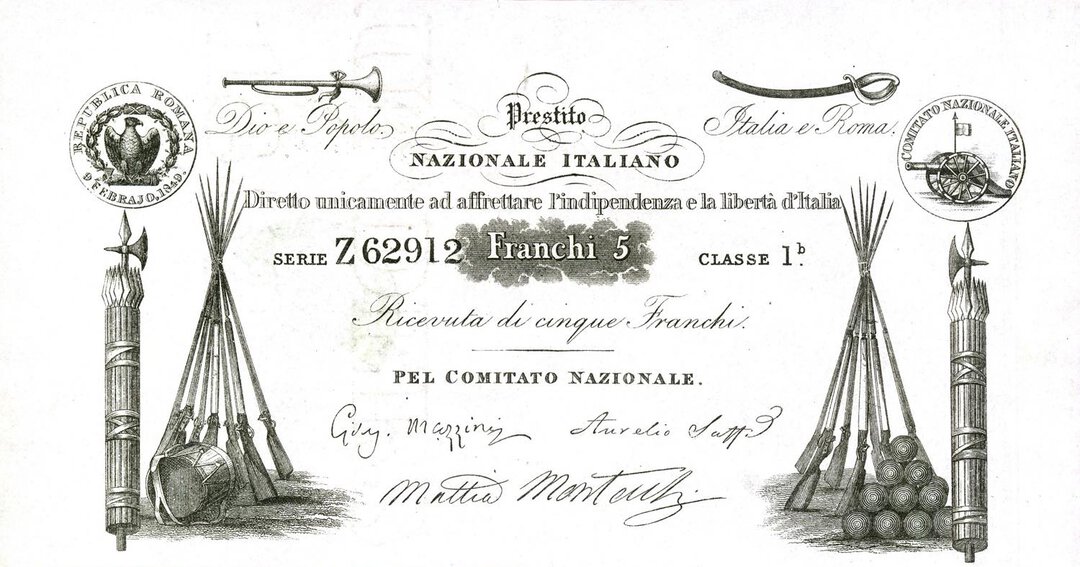 REPUBLICA ROMANA
9 FEBRAJO, 1849.
Dio e Popolo.
Prestito
NAZIONALE ITALIANO
Italia e Roma.
COMITATO NAZIONALE ITALIANO
Diretto unicamente ad affrettare l'indipendenza e la libertà d'Italia
SERIE Z 62912 Franchi 5 CLASSE 1.b
Ricevuta di cinque Franchi.
PEL COMITATO NAZIONALE.
Mazzini Aurelio Saffi
Mattia